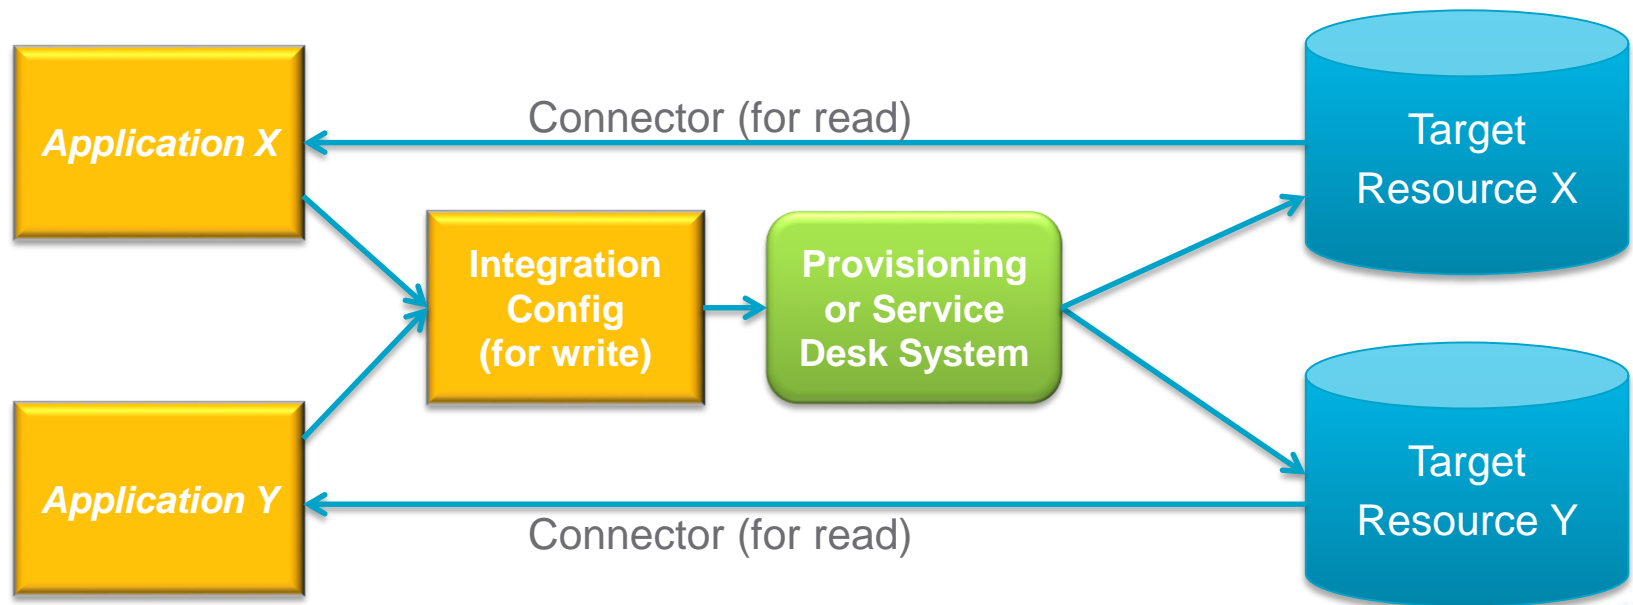 Application X
Connector (for read)
Target
Resource X
Integration
Config
(for write)
Provisioning
or Service
Desk System
Application Y
Connector (for read)
Target
Resource Y